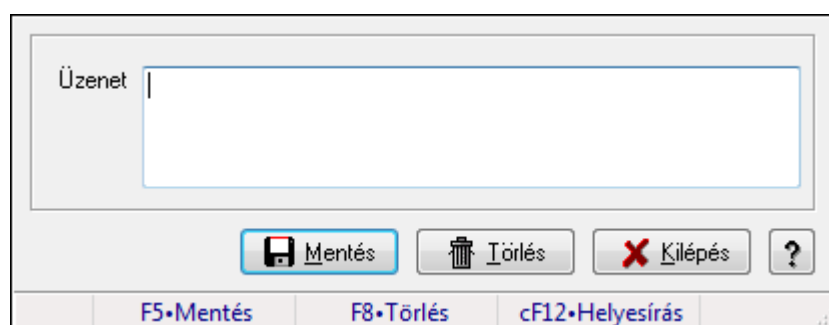 Üzenet
Mentés Törlés Kilépés ?
F5•Mentés F8•Törlés cF12•Helyesírás